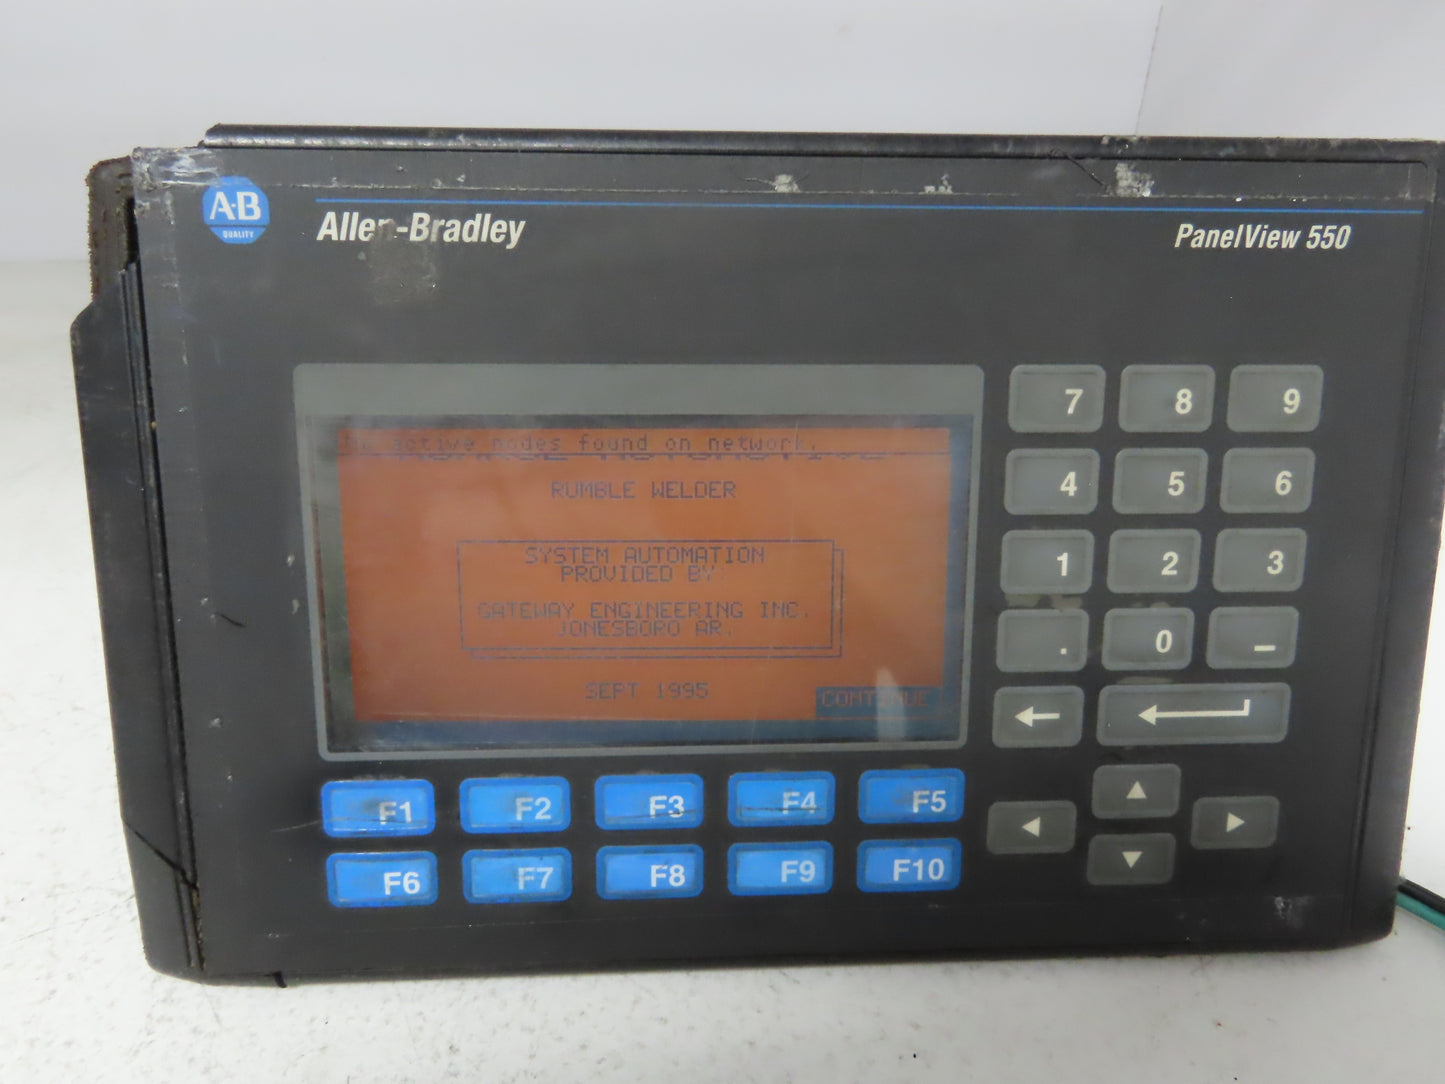 A·B
QUALITY
Allen-Bradley
PanelView 550
No active nodes found on network.
RUMBLE WELDER
SYSTEM AUTOMATION
PROVIDED BY:
GATEWAY ENGINEERING INC.
JONESBORO AR.
SEPT 1995
CONTINUE
7 8 9
4 5 6
1 2 3
. 0 –
F1 F2 F3 F4 F5
F6 F7 F8 F9 F10